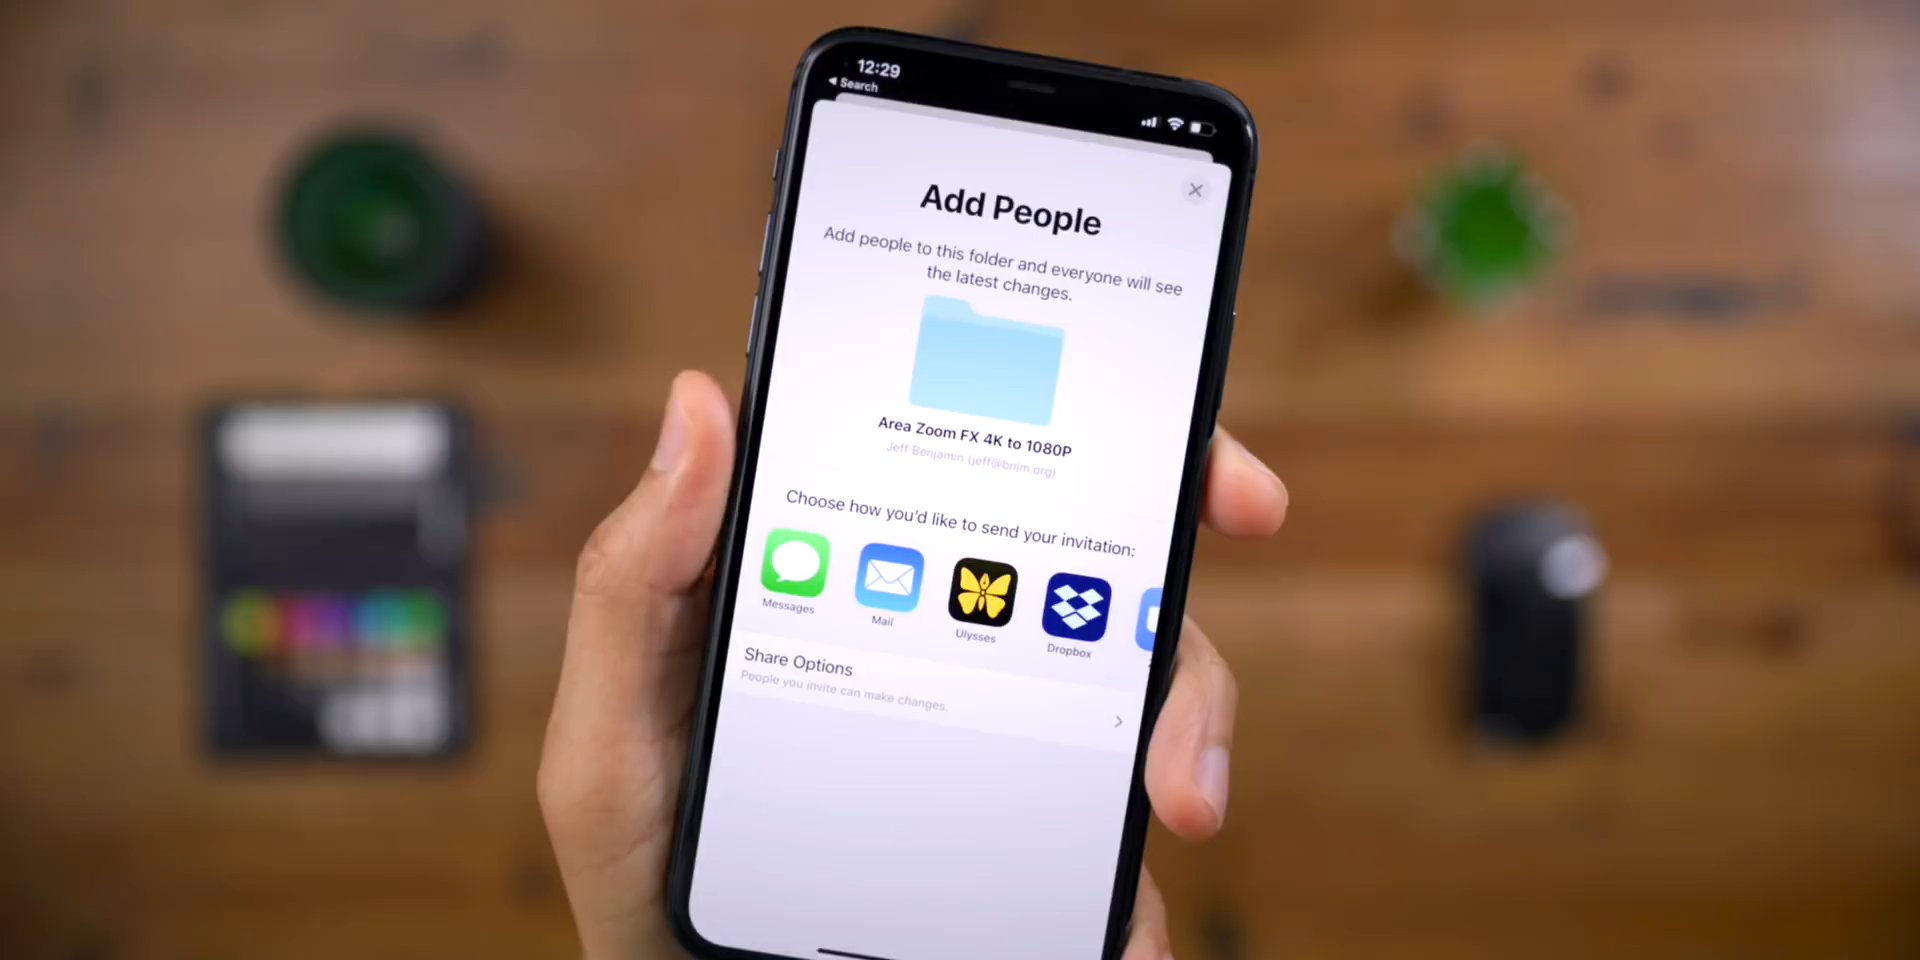 12:29
Search
Add People
Add people to this folder and everyone will see
the latest changes.
Area Zoom FX 4K to 1080P
Jeff Benjamin (jeff@bnjm.org)
Choose how you'd like to send your invitation:
Messages
Mail
Ulysses
Dropbox
Share Options
People you invite can make changes.